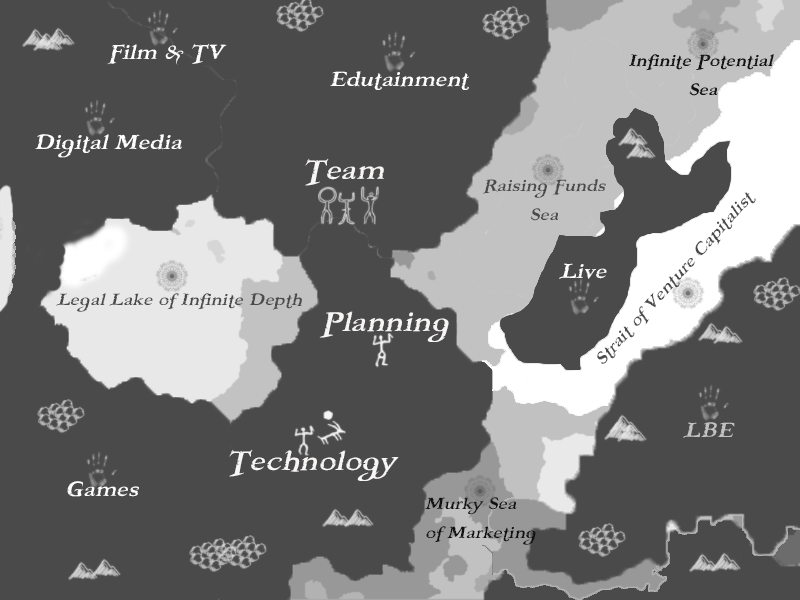 Film & TV
Edutainment
Infinite Potential
Sea
Digital Media
Team
Raising Funds
Sea
Live
Strait of Venture Capitalist
Legal Lake of Infinite Depth
Planning
LBE
Technology
Games
Murky Sea
of Marketing